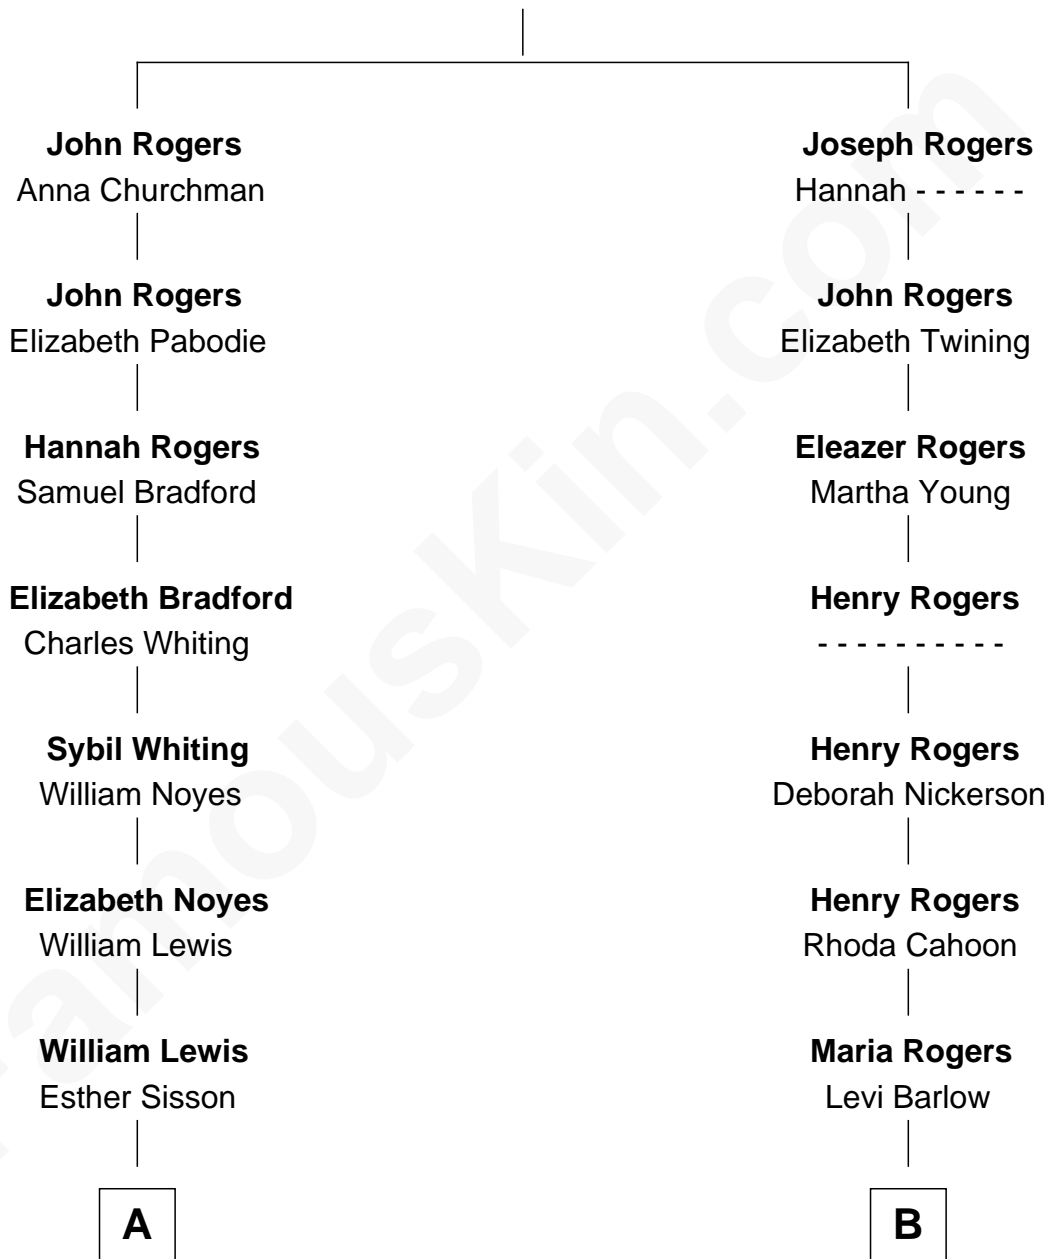 John Rogers
Anna Churchman
John Rogers
Elizabeth Pabodie
Hannah Rogers
Samuel Bradford
Elizabeth Bradford
Charles Whiting
Sybil Whiting
William Noyes
Elizabeth Noyes
William Lewis
William Lewis
Esther Sisson
A
Joseph Rogers
Hannah - - - - - -
John Rogers
Elizabeth Twining
Eleazer Rogers
Martha Young
Henry Rogers
- - - - - - - - - -
Henry Rogers
Deborah Nickerson
Henry Rogers
Rhoda Cahoon
Maria Rogers
Levi Barlow
B
FamousKin.com